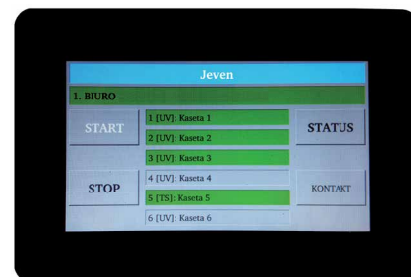 Jeven
1. BIURO
START
1 [UV]: Kaseta 1
2 [UV]: Kaseta 2
3 [UV]: Kaseta 3
4 [UV]: Kaseta 4
5 [TS]: Kaseta 5
6 [UV]: Kaseta 6
STOP
STATUS
KONTAKT